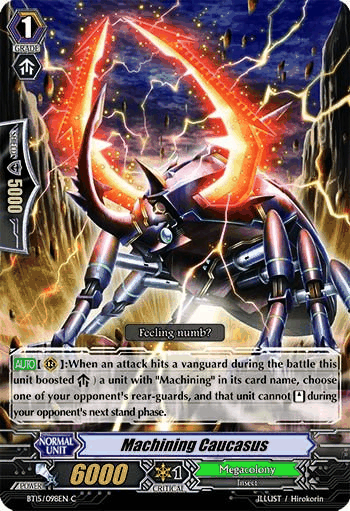 1
GRADE
SHIELD
5000
Feeling numb?
AUTO [ ]:When an attack hits a vanguard during the battle this
unit boosted ( ) a unit with "Machining" in its card name, choose
one of your opponent's rear-guards, and that unit cannot during
your opponent's next stand phase.
NORMAL
UNIT
Machining Caucasus
POWER
6000
1
CRITICAL
Megacolony
Insect
BT15/098EN C
ILLUST / Hirokorin